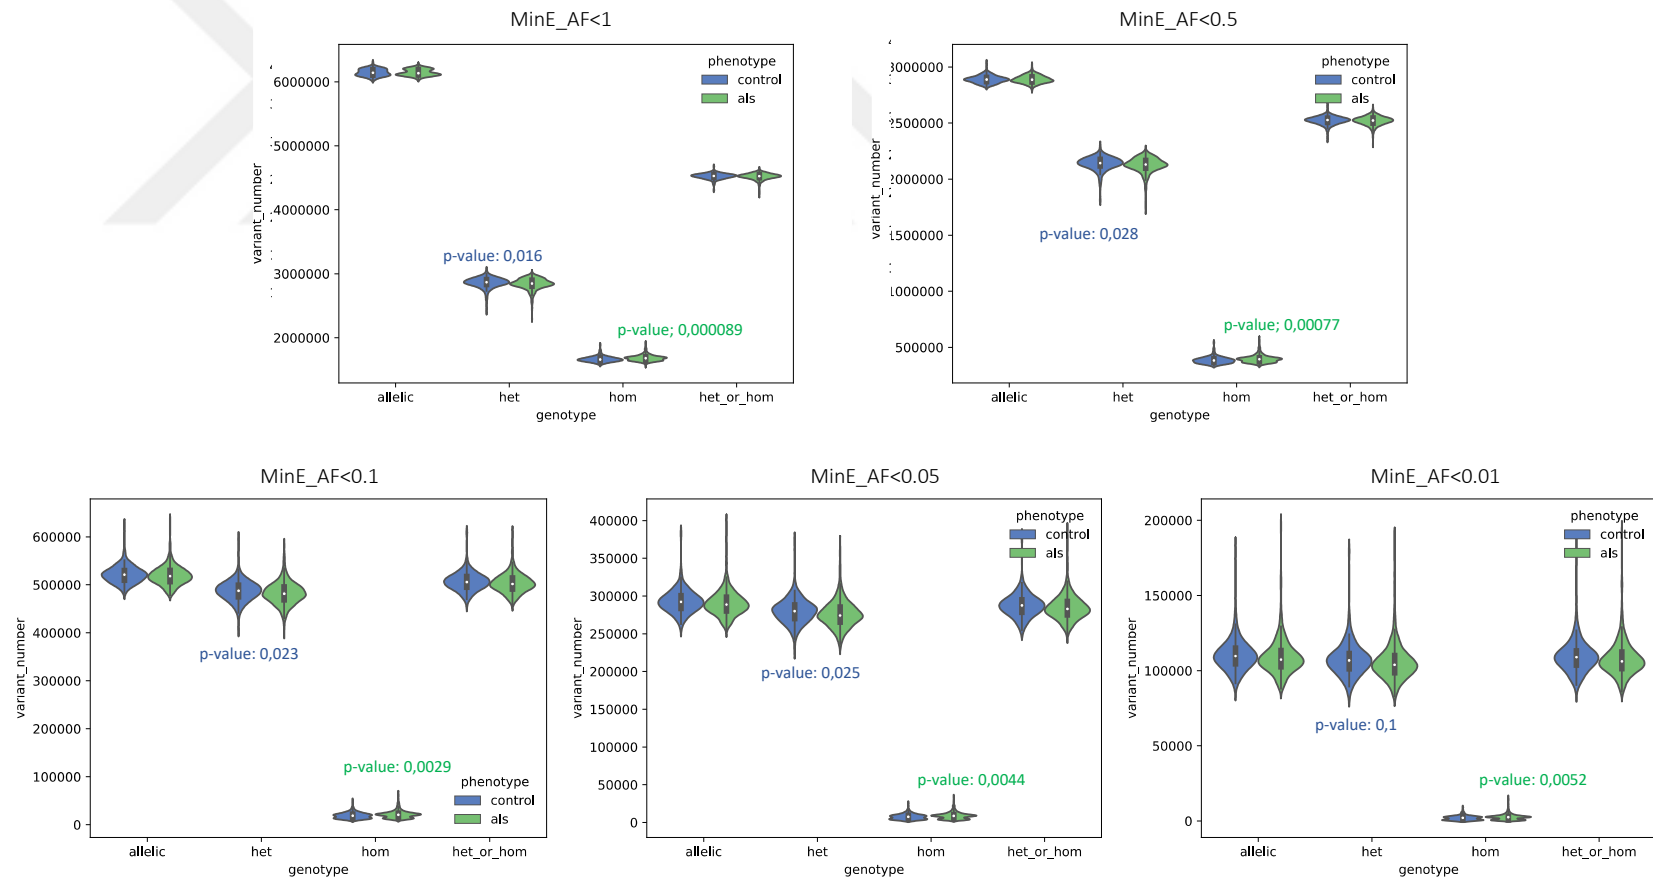 MinE_AF<1
variant_number
6000000
5000000
4000000
3000000
2000000
phenotype
control
als
p-value: 0,016
p-value; 0,000089
allelic het hom het_or_hom
genotype
MinE_AF<0.5
variant_number
3000000
2500000
2000000
1500000
1000000
500000
phenotype
control
als
p-value: 0,028
p-value; 0,00077
allelic het hom het_or_hom
genotype
MinE_AF<0.1
variant_number
600000
500000
400000
300000
200000
100000
0
p-value: 0,023
p-value: 0,0029
phenotype
control
als
allelic het hom het_or_hom
genotype
MinE_AF<0.05
variant_number
400000
350000
300000
250000
200000
150000
100000
50000
0
phenotype
control
als
p-value: 0,025
p-value: 0,0044
allelic het hom het_or_hom
genotype
MinE_AF<0.01
variant_number
200000
150000
100000
50000
0
phenotype
control
als
p-value: 0,1
p-value: 0,0052
allelic het hom het_or_hom
genotype